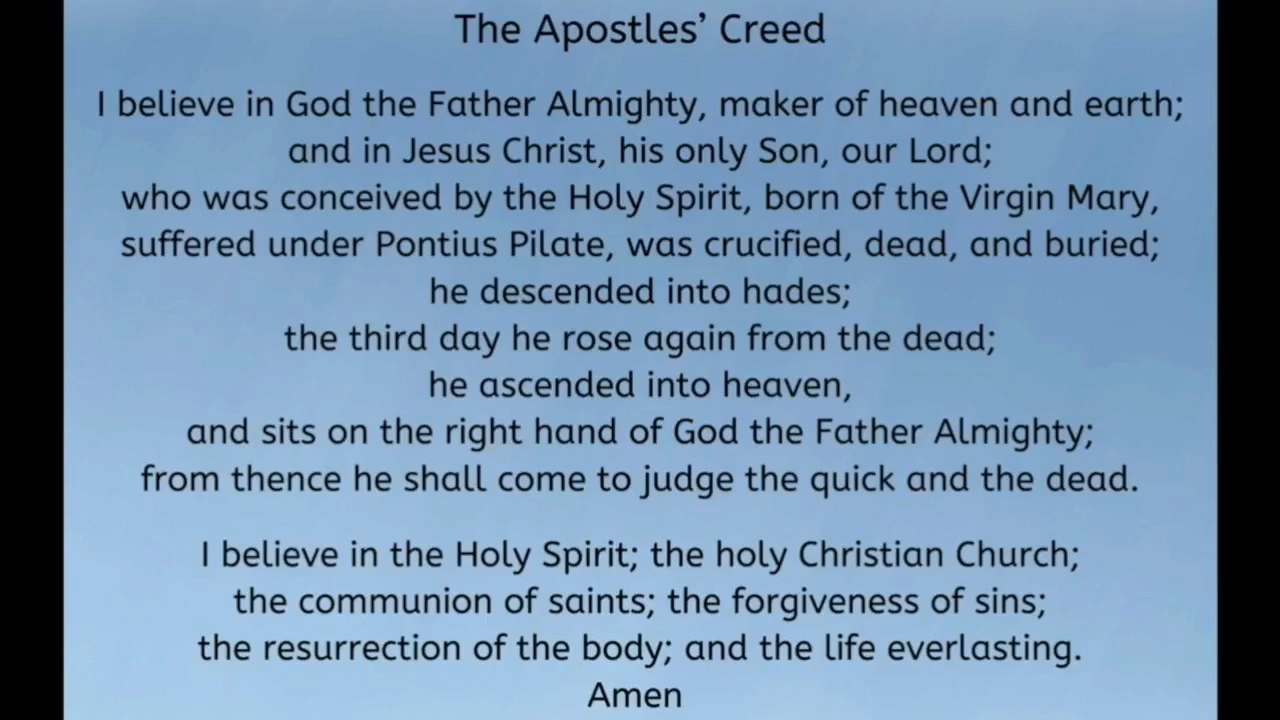 The Apostles’ Creed
I believe in God the Father Almighty, maker of heaven and earth;
and in Jesus Christ, his only Son, our Lord;
who was conceived by the Holy Spirit, born of the Virgin Mary,
suffered under Pontius Pilate, was crucified, dead, and buried;
he descended into hades;
the third day he rose again from the dead;
he ascended into heaven,
and sits on the right hand of God the Father Almighty;
from thence he shall come to judge the quick and the dead.
I believe in the Holy Spirit; the holy Christian Church;
the communion of saints; the forgiveness of sins;
the resurrection of the body; and the life everlasting.
Amen